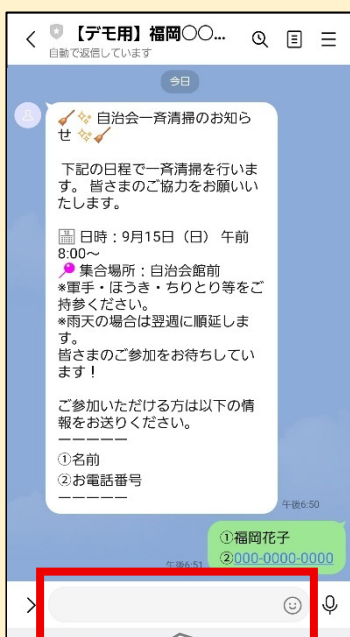 【デモ用】福岡○○...
自動で返信しています
今日
自治会一斉清掃のお知ら
せ
下記の日程で一斉清掃を行いま
す。 皆さまのご協力をお願いい
たします。
日時：9月15日（日） 午前
8:00〜
集合場所：自治会館前
*軍手・ほうき・ちりとり等をご
持参ください。
*雨天の場合は翌週に順延しま
す。
皆さまのご参加をお待ちしてい
ます！
ご参加いただける方は以下の情
報をお送りください。
ーーーーー
①名前
②お電話番号
ーーーーー
午後6:50
①福岡花子
②000-0000-0000
午後6:51